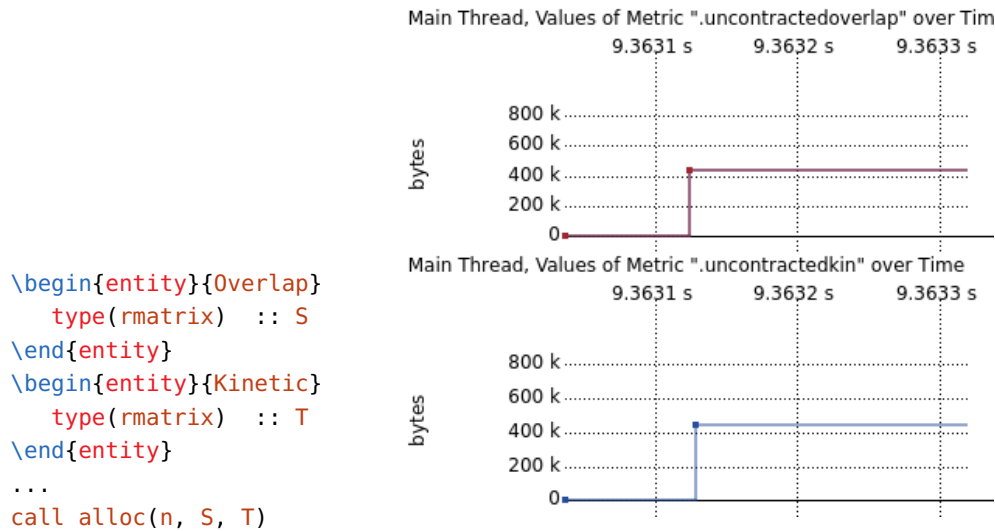 Main Thread, Values of Metric ".uncontractedoverlap" over Tim
9.3631 s 9.3632 s 9.3633 s
800 k
600 k
400 k
200 k
0
bytes
Main Thread, Values of Metric ".uncontractedkin" over Time
9.3631 s 9.3632 s 9.3633 s
800 k
600 k
400 k
200 k
0
bytes
\begin{entity}{Overlap}
   type(rmatrix)  :: S
\end{entity}
\begin{entity}{Kinetic}
   type(rmatrix)  :: T
\end{entity}
...
call alloc(n, S, T)